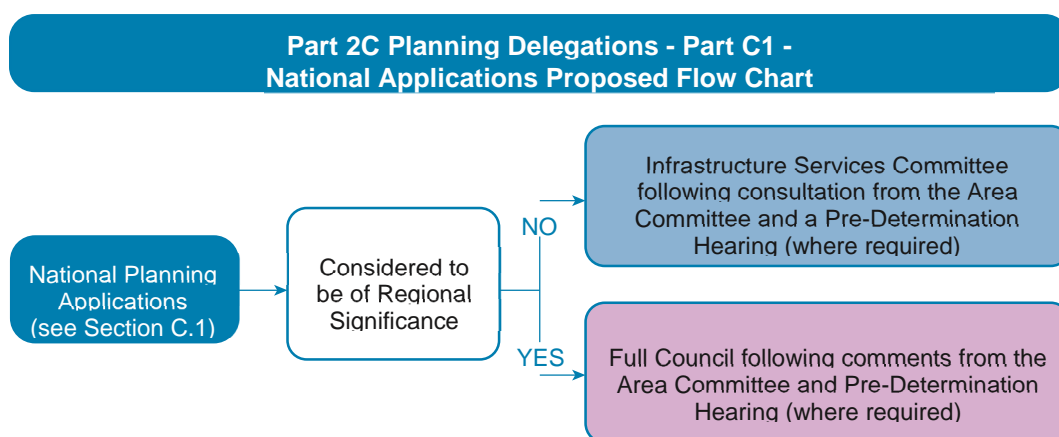 Part 2C Planning Delegations - Part C1 -
National Applications Proposed Flow Chart
National Planning
Applications
(see Section C.1)
Considered to
be of Regional
Significance
NO
Infrastructure Services Committee
following consultation from the Area
Committee and a Pre-Determination
Hearing (where required)
YES
Full Council following comments from the
Area Committee and Pre-Determination
Hearing (where required)